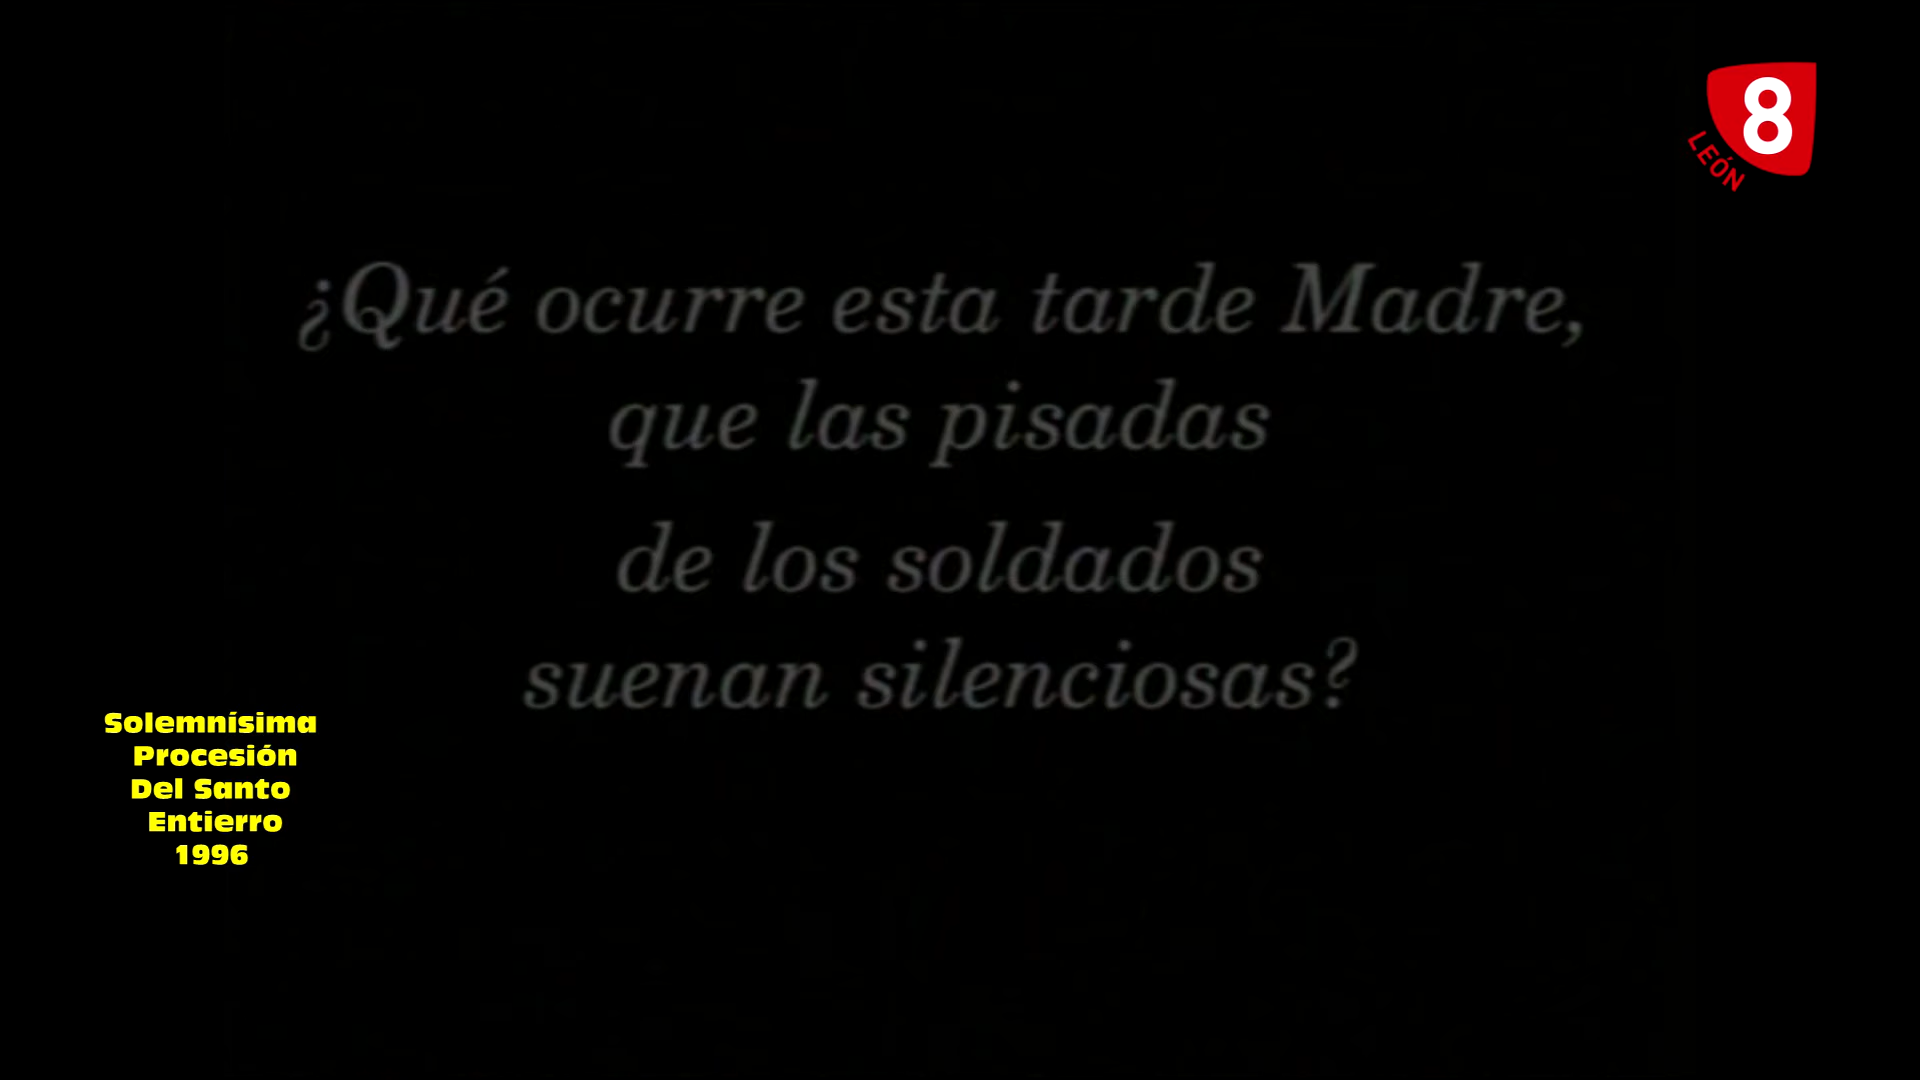 8
LEÓN
¿Qué ocurre esta tarde Madre,
que las pisadas
de los soldados
suenan silenciosas?
Solemnísima
Procesión
Del Santo
Entierro
1996